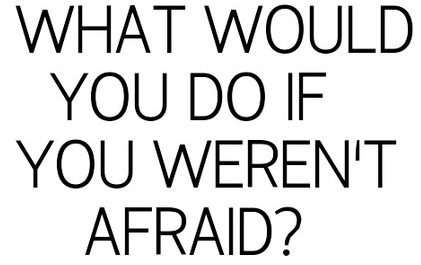 WHAT WOULD
YOU DO IF
YOU WEREN'T
AFRAID?